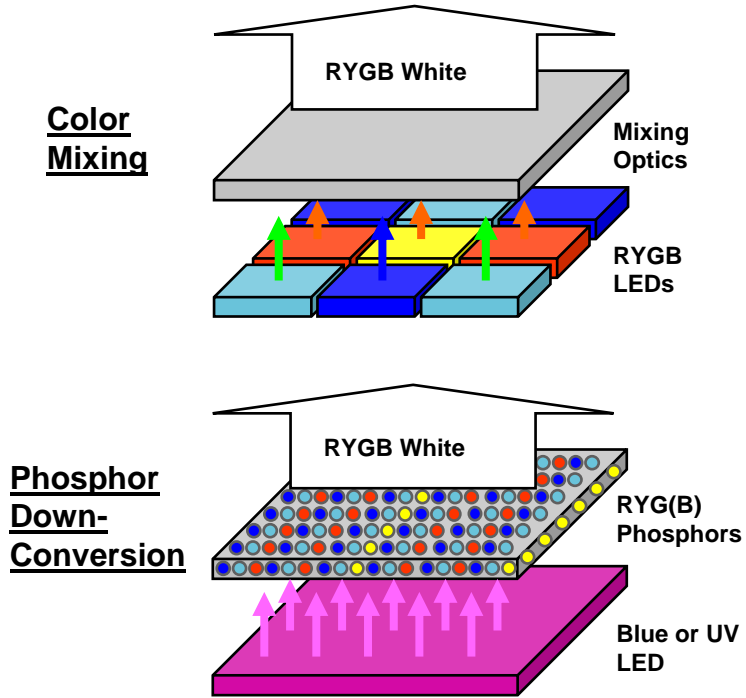 RYGB White
Color
Mixing
Mixing
Optics
RYGB
LEDs
RYGB White
Phosphor
Down-
Conversion
RYG(B)
Phosphors
Blue or UV
LED